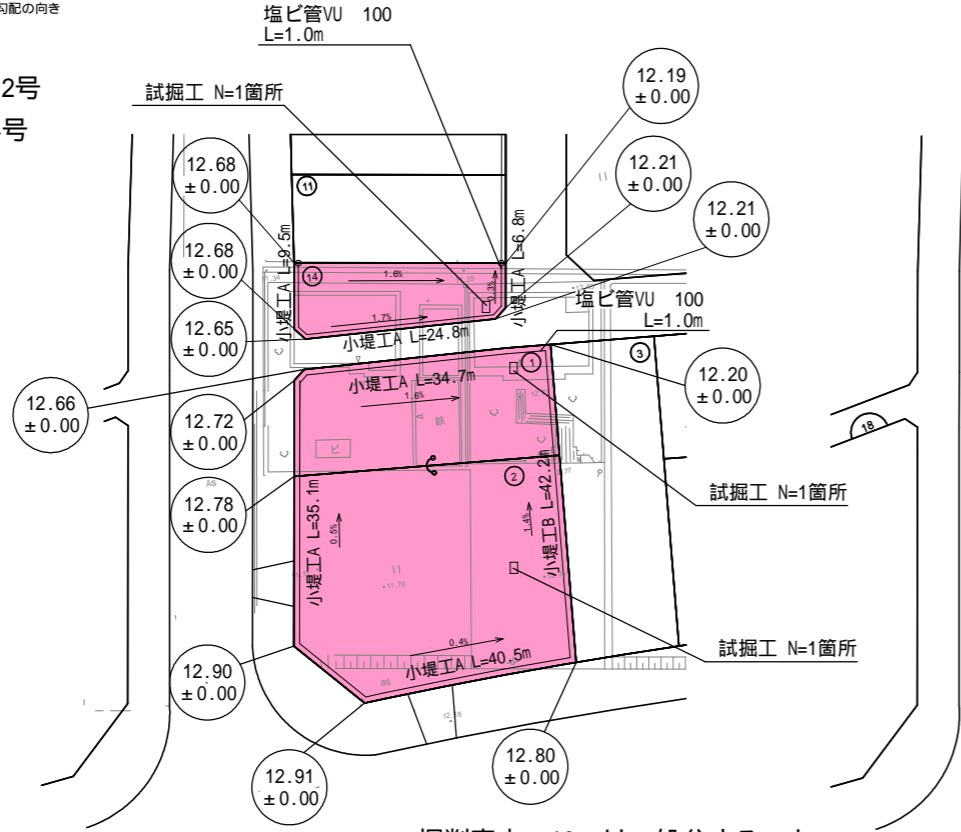 勾配の向き
塩ビ管VU 100
L=1.0m
2号
試掘工 N=1箇所
号
12.19
±0.00
12.68
±0.00
12.21
±0.00
12.21
±0.00
11
小堤工A L=9.5m
小堤工A L=6.8m
12.68
±0.00
14
1.6%
0.3%
塩ビ管VU 100
L=1.0m
1.7%
小堤工A L=24.8m
12.65
±0.00
1
3
小堤工A L=34.7m
1.6%
12.66
±0.00
12.20
±0.00
12.72
±0.00
鉄
18
ビ
2
AS
試掘工 N=1箇所
12.78
±0.00
小堤工A L=35.1m
0.5%
1.4%
小堤工B L=42.2m
11.70
試掘工 N=1箇所
0.4%
小堤工A L=40.5m
12.90
±0.00
as
12.80
±0.00
12.91
±0.00